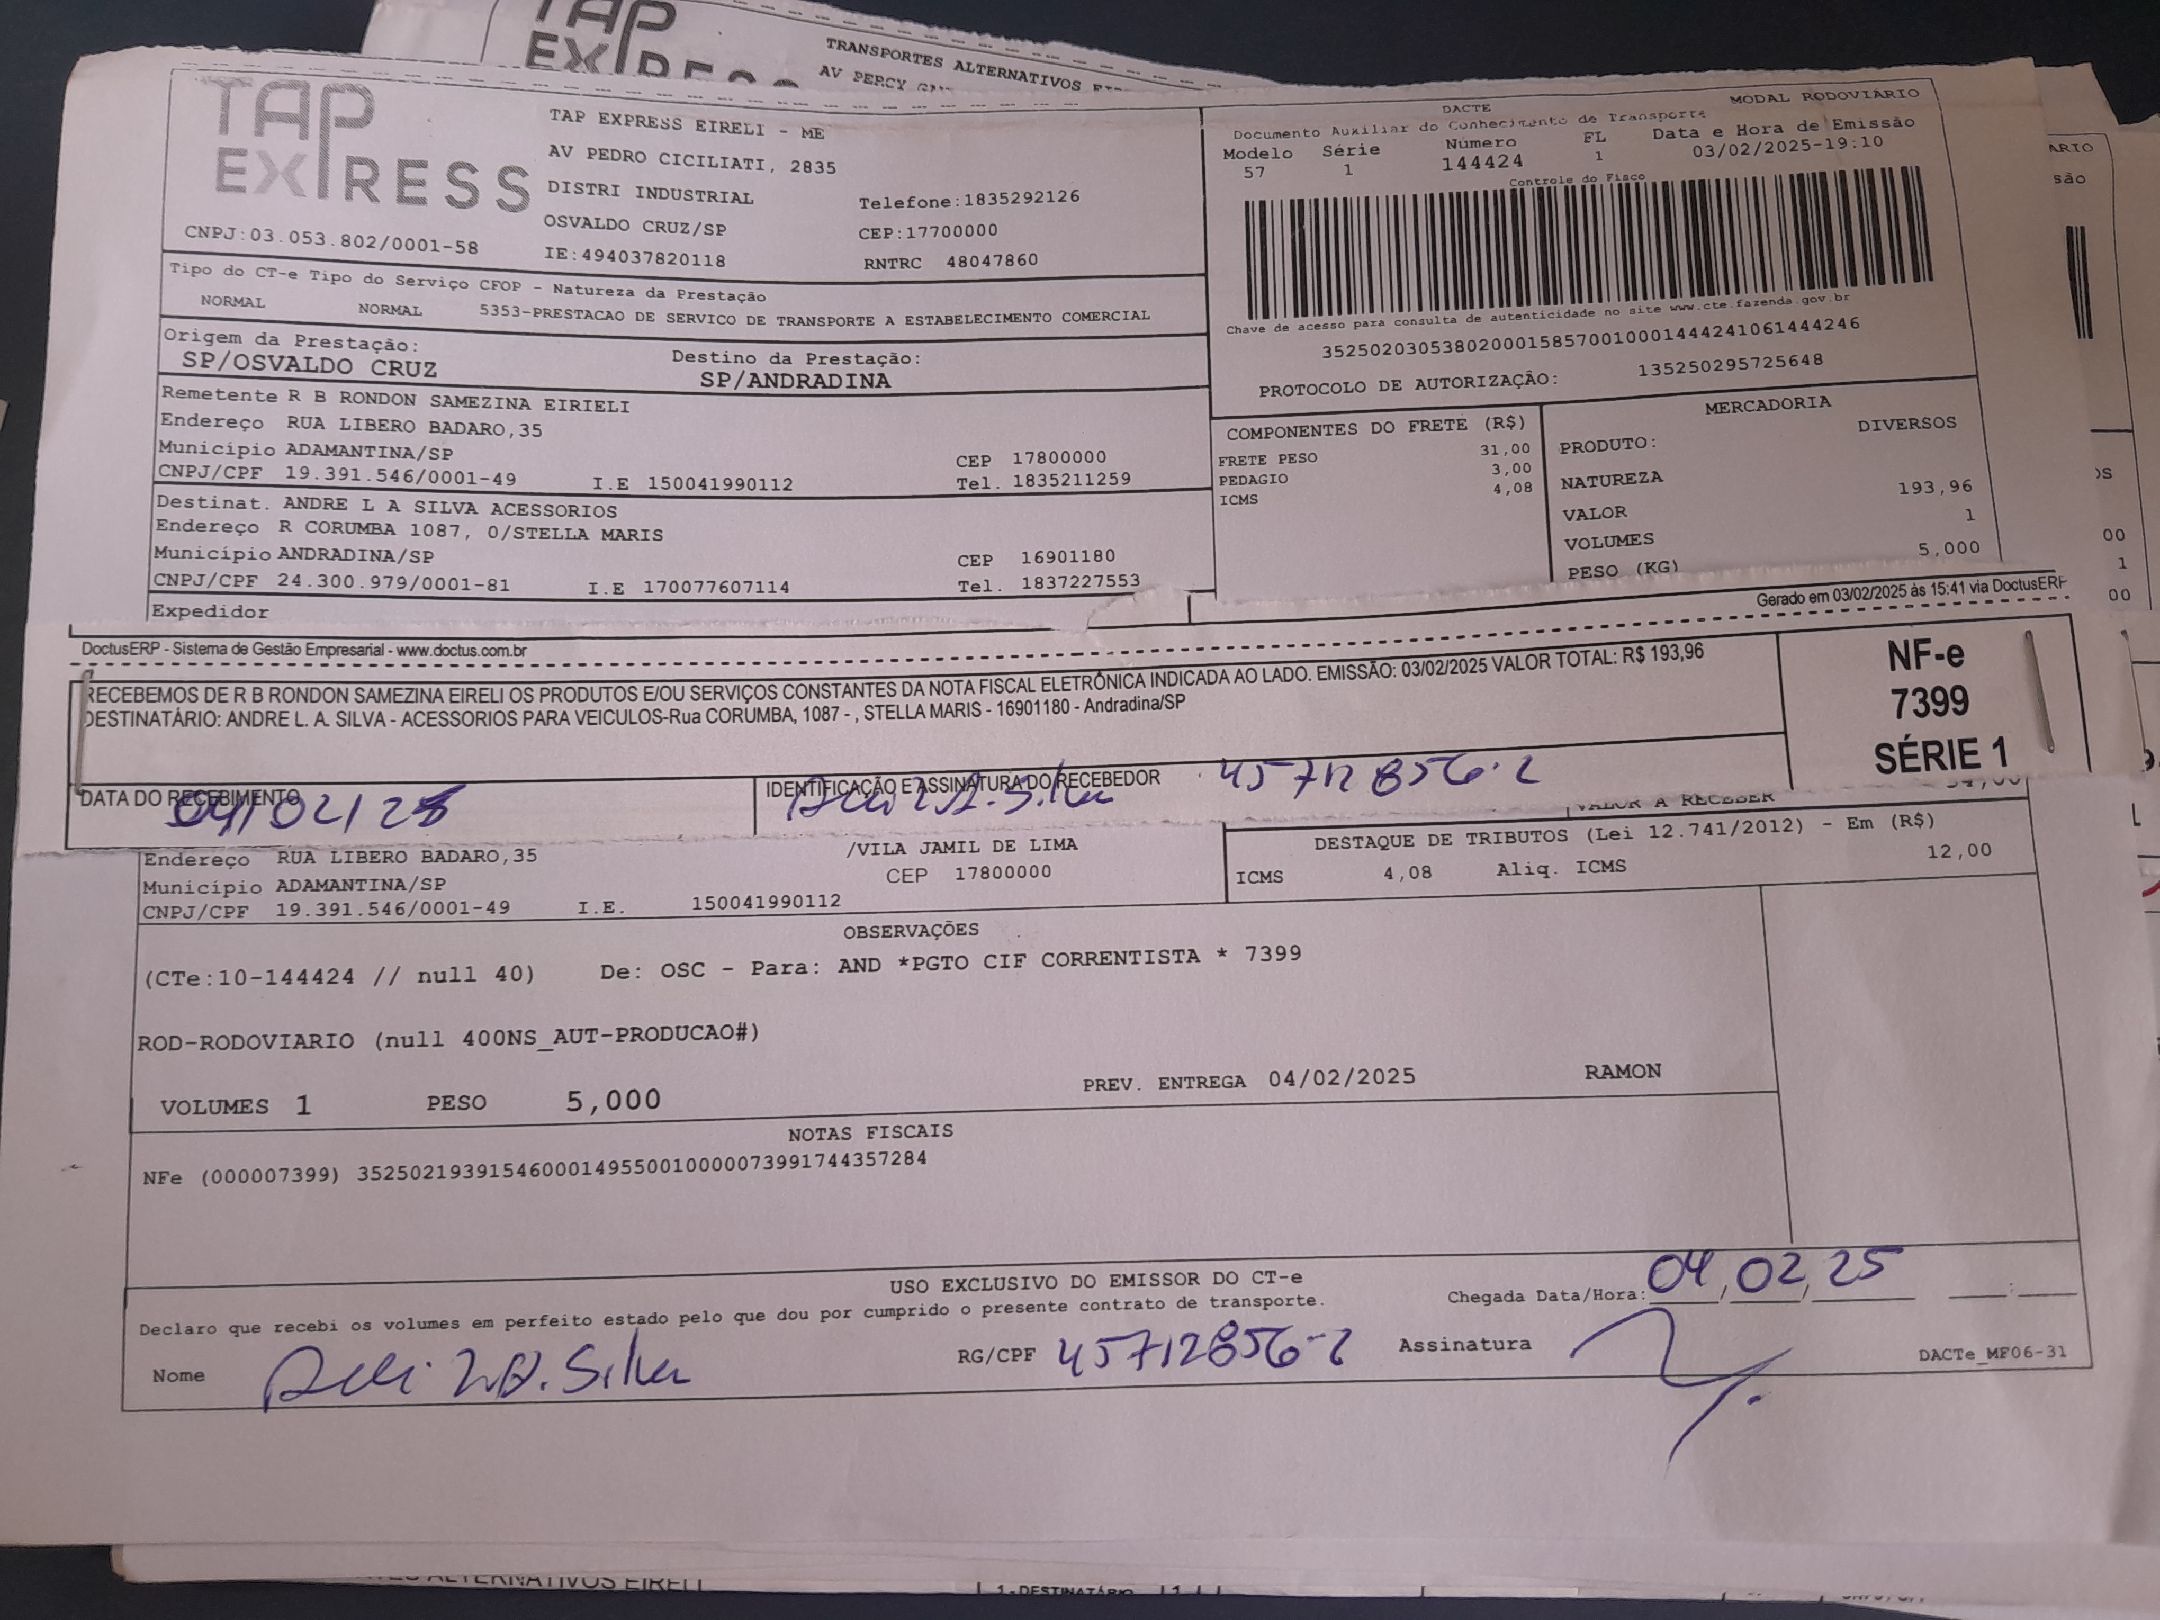 TAP
EXPRESS
TRANSPORTES ALTERNATIVOS
AV PERCY
TAP
EXPRESS
CNPJ:03.053.802/0001-58
TAP EXPRESS EIRELI - ME
AV PEDRO CICILIATI, 2835
DISTRI INDUSTRIAL
OSVALDO CRUZ/SP
IE:494037820118
Telefone:1835292126
CEP:17700000
RNTRC 48047860
DACTE
MODAL RODOVIARIO
Documento Auxiliar do Conhecimento de Transporte
Modelo Série Número FL Data e Hora de Emissão
57 1 144424 1 03/02/2025-19:10
Controle do Fisco
Chave de acesso para consulta de autenticidade no site www.cte.fazenda.gov.br
35250203053802000158570010001444241061444246
PROTOCOLO DE AUTORIZAÇÃO: 135250295725648
Tipo do CT-e Tipo do Serviço CFOP - Natureza da Prestação
NORMAL NORMAL 5353-PRESTACAO DE SERVICO DE TRANSPORTE A ESTABELECIMENTO COMERCIAL
Origem da Prestação: Destino da Prestação:
SP/OSVALDO CRUZ SP/ANDRADINA
Remetente R B RONDON SAMEZINA EIRIELI
Endereço RUA LIBERO BADARO,35
Município ADAMANTINA/SP CEP 17800000
CNPJ/CPF 19.391.546/0001-49 I.E 150041990112 Tel. 1835211259
Destinat. ANDRE L A SILVA ACESSORIOS
Endereço R CORUMBA 1087, 0/STELLA MARIS
Município ANDRADINA/SP CEP 16901180
CNPJ/CPF 24.300.979/0001-81 I.E 170077607114 Tel. 1837227553
Expedidor
COMPONENTES DO FRETE (R$)
FRETE PESO 31,00
PEDAGIO 3,00
ICMS 4,08
MERCADORIA
PRODUTO: DIVERSOS
NATUREZA
VALOR 193,96
VOLUMES 1
PESO (KG) 5,000
Gerado em 03/02/2025 às 15:41 via DoctusERP
DoctusERP - Sistema de Gestão Empresarial - www.doctus.com.br
RECEBEMOS DE R B RONDON SAMEZINA EIRELI OS PRODUTOS E/OU SERVIÇOS CONSTANTES DA NOTA FISCAL ELETRÔNICA INDICADA AO LADO. EMISSÃO: 03/02/2025 VALOR TOTAL: R$ 193,96
DESTINATÁRIO: ANDRE L. A. SILVA - ACESSORIOS PARA VEICULOS-Rua CORUMBA, 1087 - , STELLA MARIS - 16901180 - Andradina/SP
NF-e
7399
SÉRIE 1
DATA DO RECEBIMENTO
04/02/25
IDENTIFICAÇÃO E ASSINATURA DO RECEBEDOR
Silva 45712856-2
VALOR A RECEBER 34,00
Endereço RUA LIBERO BADARO,35 /VILA JAMIL DE LIMA
Município ADAMANTINA/SP CEP 17800000
CNPJ/CPF 19.391.546/0001-49 I.E. 150041990112
DESTAQUE DE TRIBUTOS (Lei 12.741/2012) - Em (R$)
ICMS 4,08 Aliq. ICMS 12,00
OBSERVAÇÕES
(CTe:10-144424 // null 40) De: OSC - Para: AND *PGTO CIF CORRENTISTA * 7399
ROD-RODOVIARIO (null 400NS_AUT-PRODUCAO#)
VOLUMES 1 PESO 5,000 PREV. ENTREGA 04/02/2025 RAMON
NOTAS FISCAIS
NFe (000007399) 35250219391546000149550010000073991744357284
USO EXCLUSIVO DO EMISSOR DO CT-e
Declaro que recebi os volumes em perfeito estado pelo que dou por cumprido o presente contrato de transporte.
Chegada Data/Hora: 04/02/25 __:__
Nome Silva RG/CPF 45712856-2 Assinatura
DACTe_MF06-31
ALTERNATIVOS EIRELI
1-DESTINATÁRIO